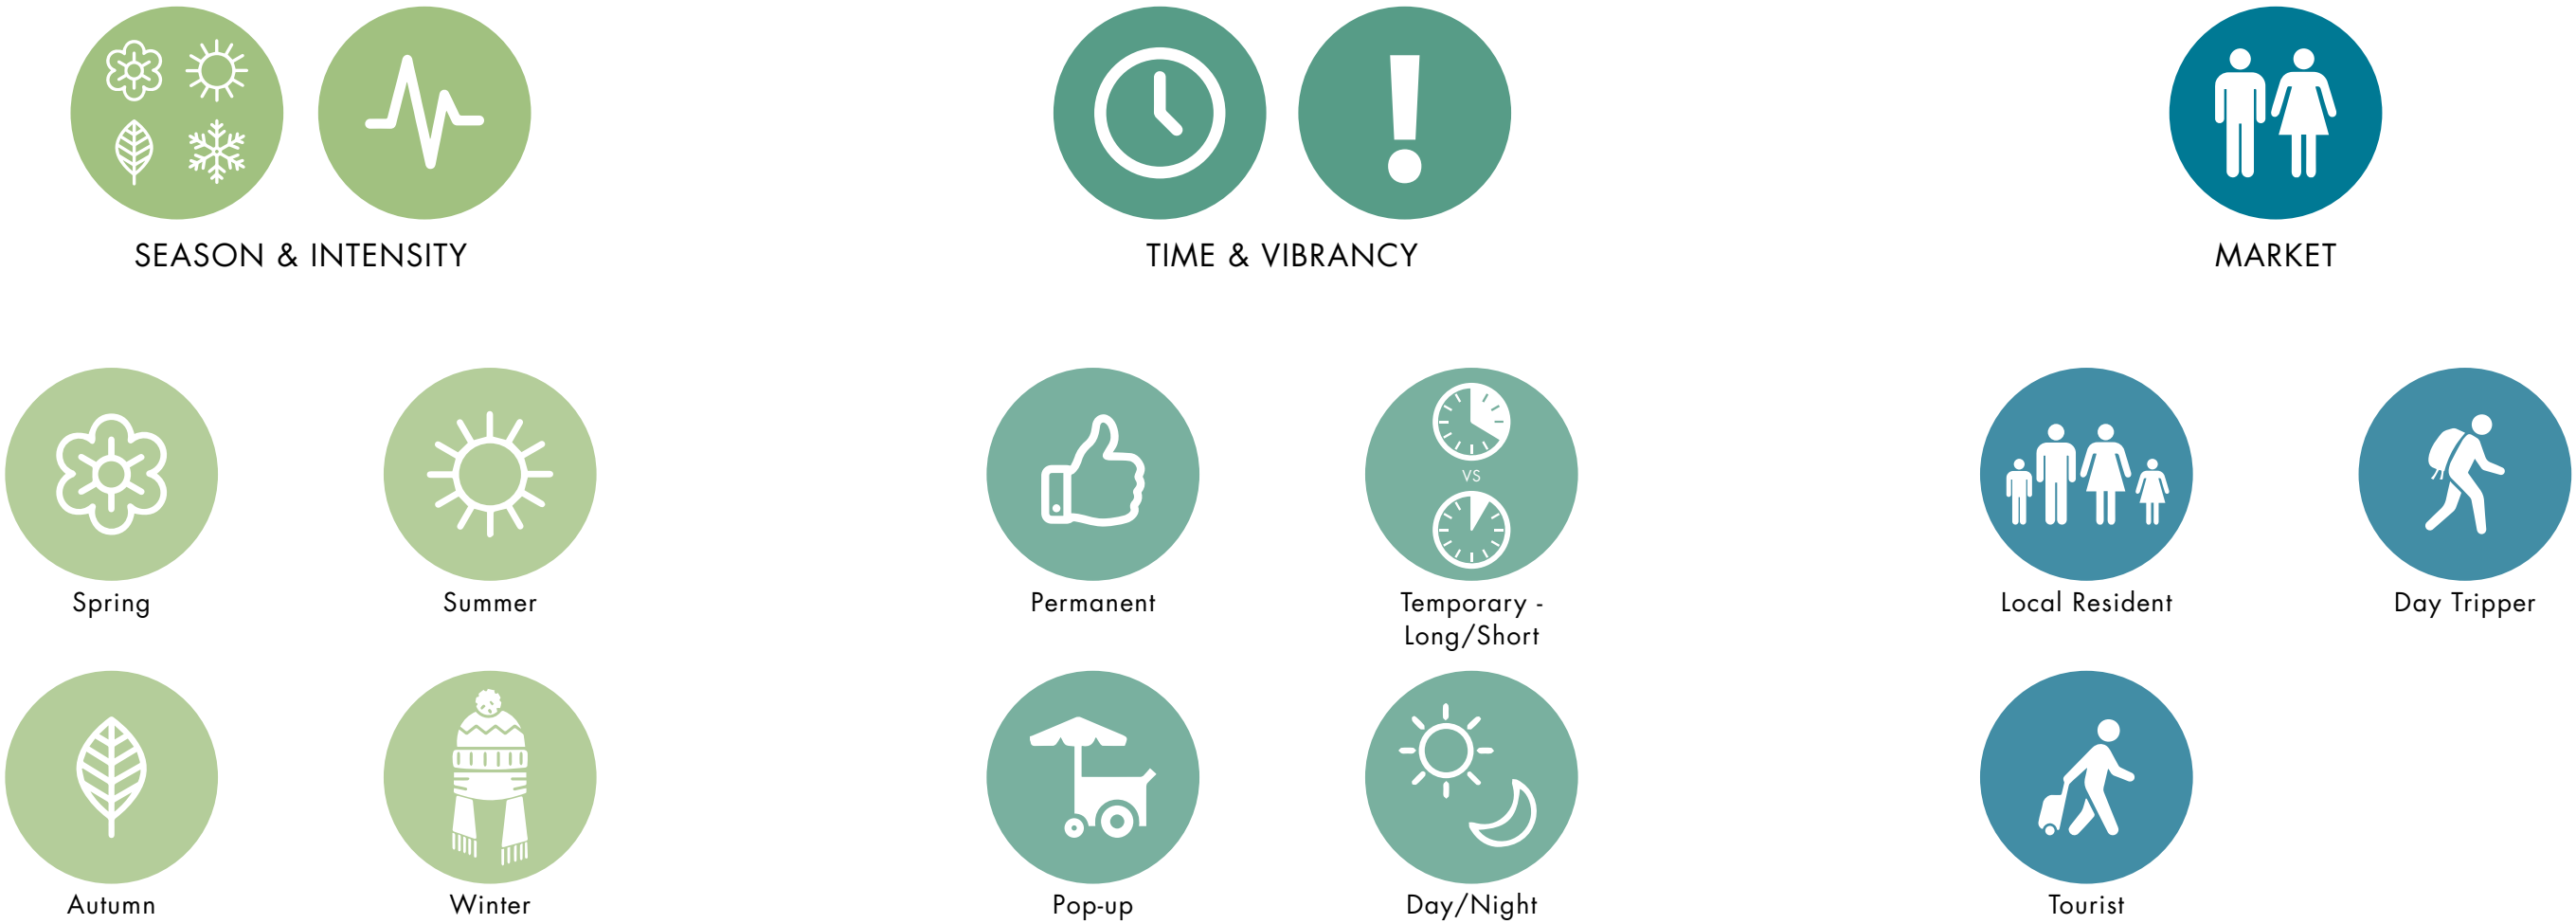 SEASON & INTENSITY
TIME & VIBRANCY
MARKET
Spring
Summer
Permanent
VS
Temporary -
Long/Short
Local Resident
Day Tripper
Autumn
Winter
Pop-up
Day/Night
Tourist